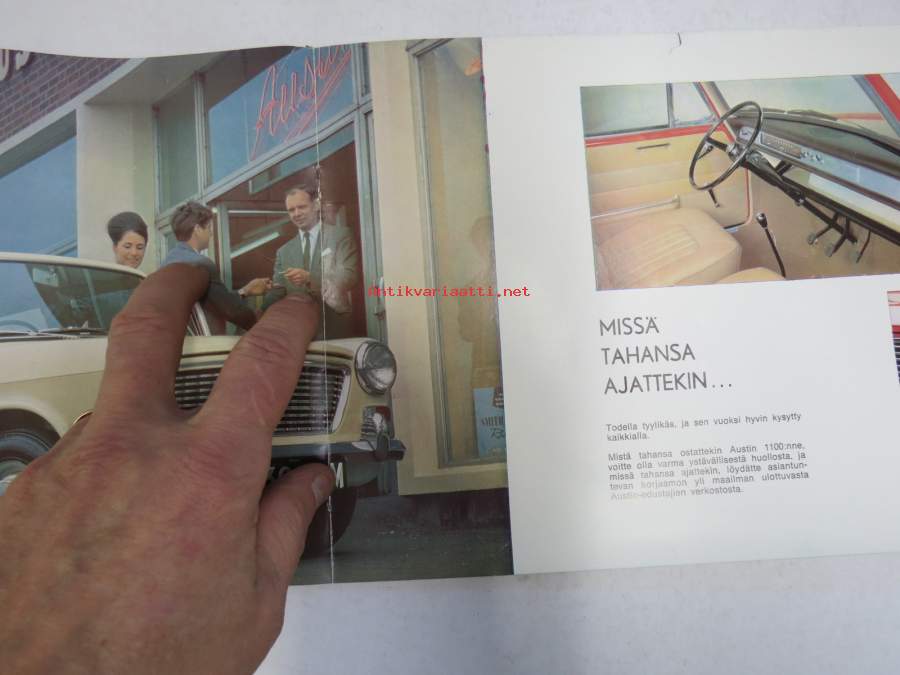 Austin
Antikvariaatti.net
M
MISSÄ
TAHANSA
AJATTEKIN...
Todella tyylikäs, ja sen vuoksi hyvin kysytty
kaikkialla.
Mistä tahansa ostattekin Austin 1100:nne,
voitte olla varma ystävällisestä huollosta, ja
missä tahansa ajattekin, löydätte asiantun-
tevan korjaamon yli maailman ulottuvasta
Austin-edustajien verkostosta.